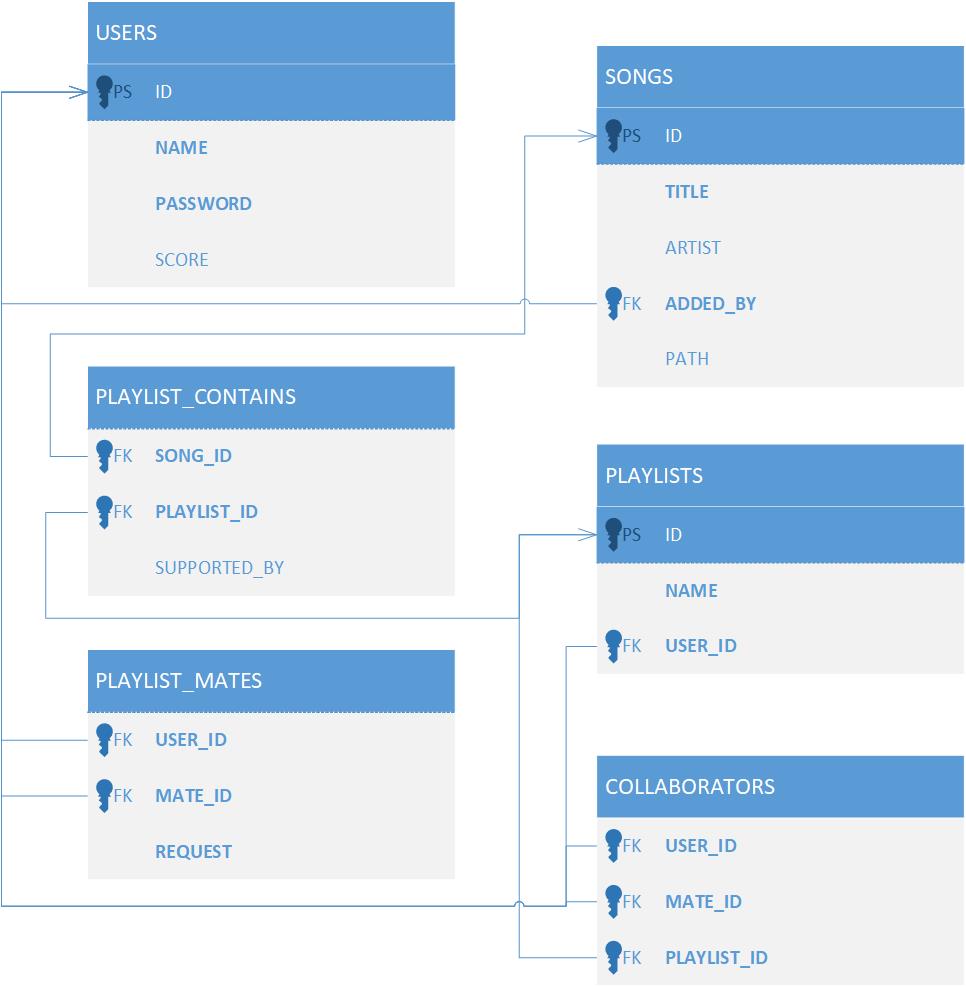 USERS
PS ID
NAME
PASSWORD
SCORE
SONGS
PS ID
TITLE
ARTIST
FK ADDED_BY
PATH
PLAYLIST_CONTAINS
FK SONG_ID
FK PLAYLIST_ID
SUPPORTED_BY
PLAYLISTS
PS ID
NAME
FK USER_ID
PLAYLIST_MATES
FK USER_ID
FK MATE_ID
REQUEST
COLLABORATORS
FK USER_ID
FK MATE_ID
FK PLAYLIST_ID